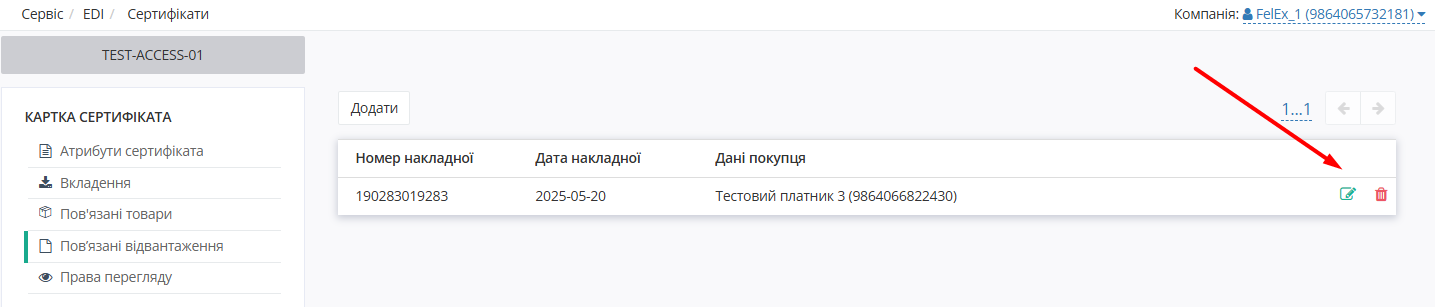 Сервіс / EDI / Сертифікати
Компанія: FelEx_1 (9864065732181)
TEST-ACCESS-01
КАРТКА СЕРТИФІКАТА
Атрибути сертифіката
Вкладення
Пов'язані товари
Пов’язані відвантаження
Права перегляду
Додати
1...1
Номер накладної Дата накладної Дані покупця
190283019283 2025-05-20 Тестовий платник 3 (9864066822430)